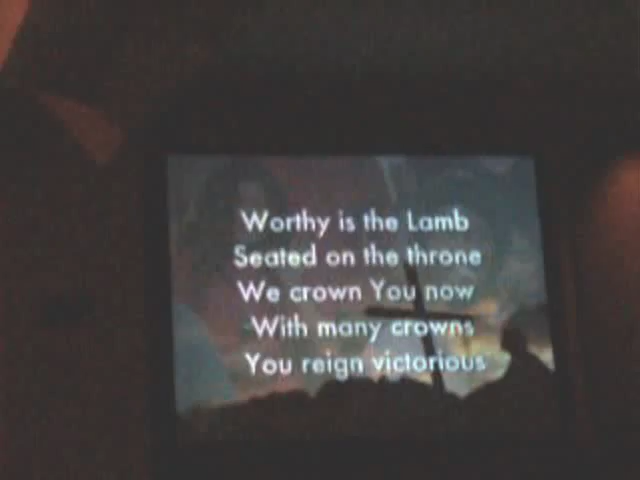 Worthy is the Lamb
Seated on the throne
We crown You now
With many crowns
You reign victorious